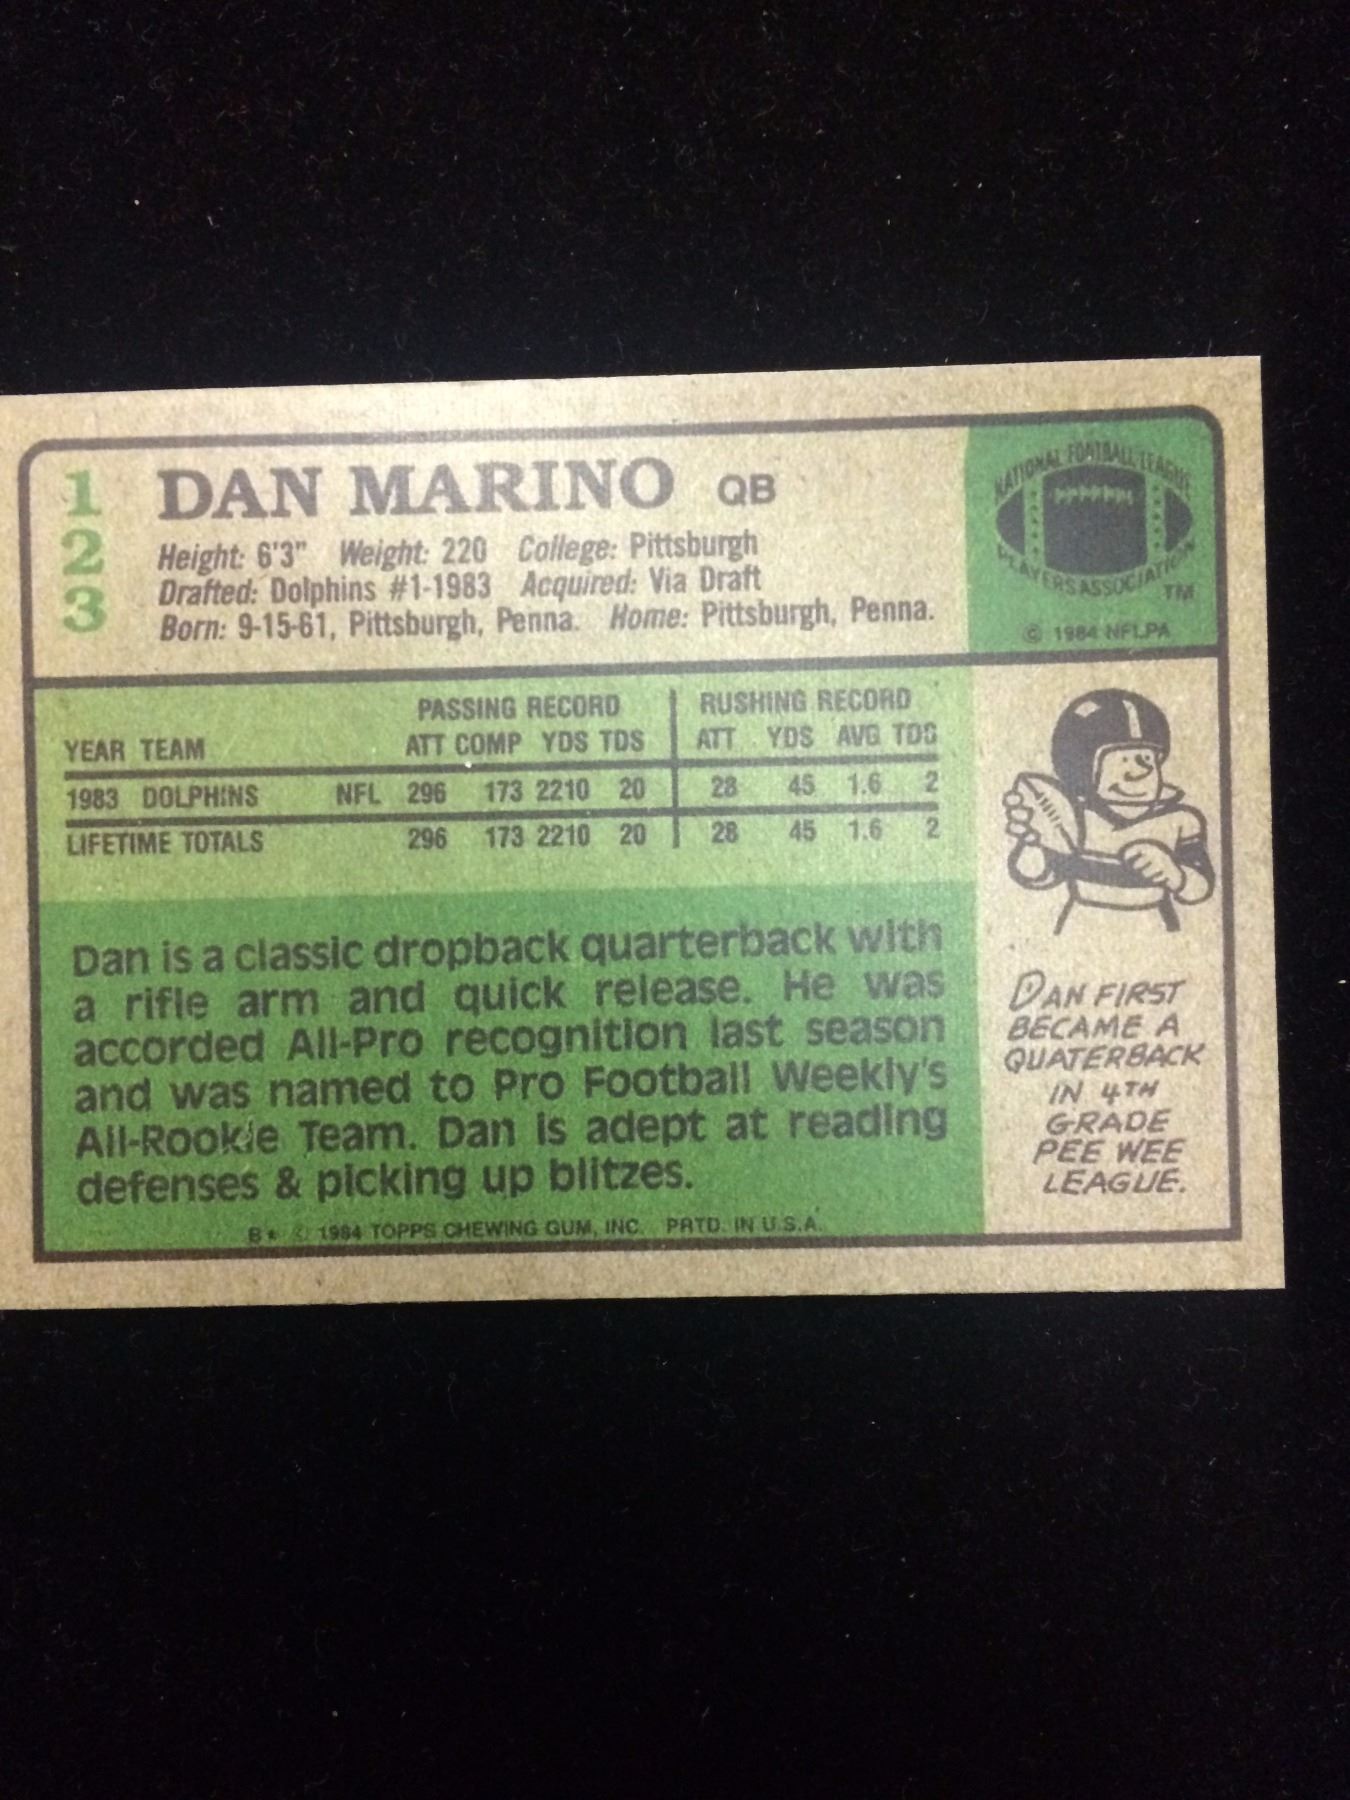 1
2
3
DAN MARINO QB
Height: 6'3" Weight: 220 College: Pittsburgh
Drafted: Dolphins #1-1983 Acquired: Via Draft
Born: 9-15-61, Pittsburgh, Penna. Home: Pittsburgh, Penna.
NATIONAL FOOTBALL LEAGUE
PLAYERS ASSOCIATION
TM
© 1984 NFLPA
PASSING RECORD RUSHING RECORD
YEAR TEAM ATT COMP YDS TDS ATT YDS AVG TDS
1983 DOLPHINS NFL 296 173 2210 20 28 45 1.6 2
LIFETIME TOTALS 296 173 2210 20 28 45 1.6 2
Dan is a classic dropback quarterback with
a rifle arm and quick release. He was
accorded All-Pro recognition last season
and was named to Pro Football Weekly's
All-Rookie Team. Dan is adept at reading
defenses & picking up blitzes.
B* © 1984 TOPPS CHEWING GUM, INC. PRTD. IN U.S.A.
DAN FIRST
BECAME A
QUATERBACK
IN 4TH
GRADE
PEE WEE
LEAGUE.